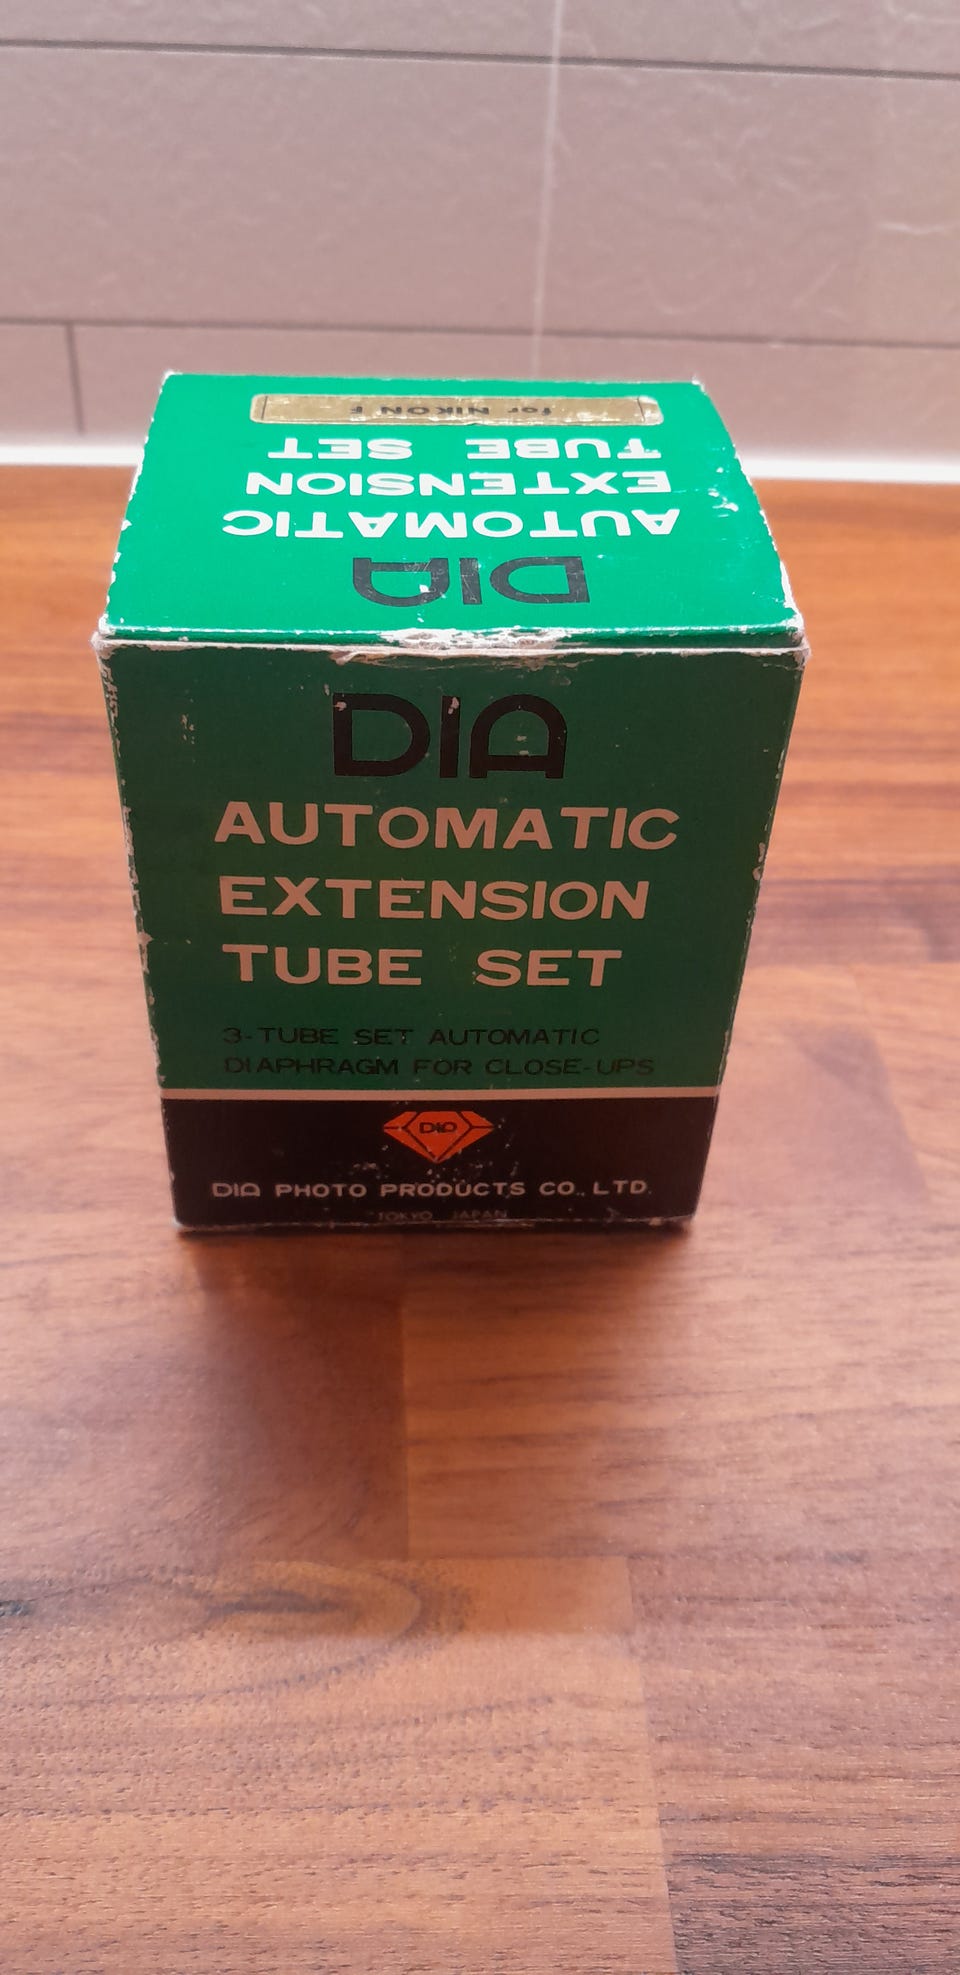 for NIKON F
TUBE SET
EXTENSION
AUTOMATIC
DIA
DIA
AUTOMATIC
EXTENSION
TUBE SET
3-TUBE SET AUTOMATIC
DIAPHRAGM FOR CLOSE-UPS
DIA
DIA PHOTO PRODUCTS CO., LTD.
TOKYO JAPAN